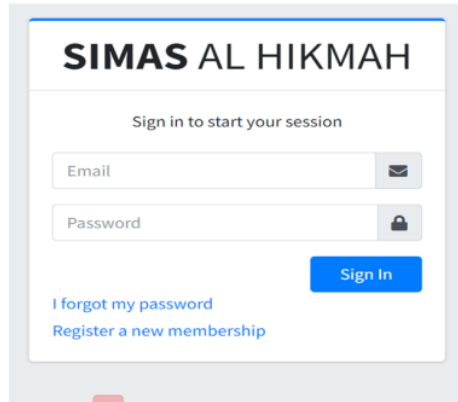 SIMAS AL HIKMAH
Sign in to start your session
Email
Password
Sign In
I forgot my password
Register a new membership